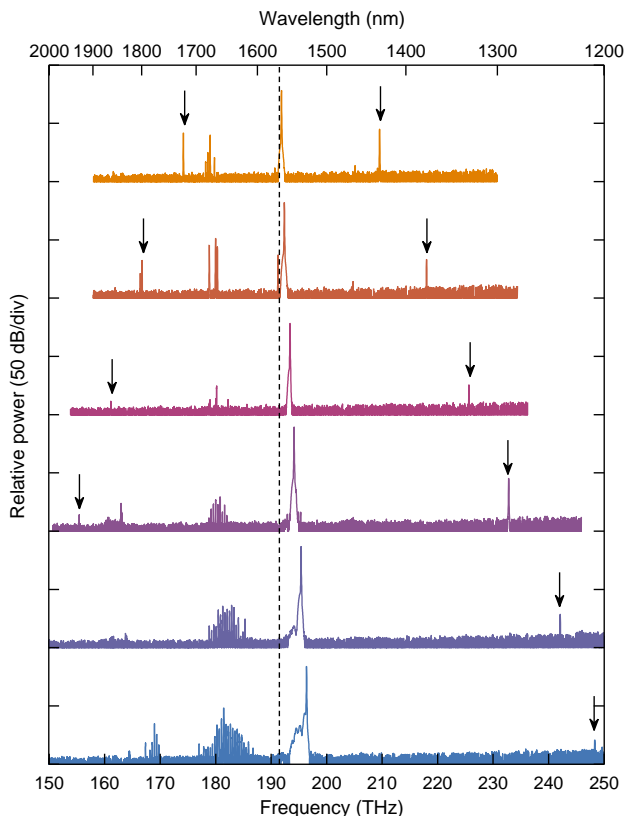 Wavelength (nm)
2000 1900 1800 1700 1600 1500 1400 1300 1200
Relative power (50 dB/div)
150 160 170 180 190 200 210 220 230 240 250
Frequency (THz)